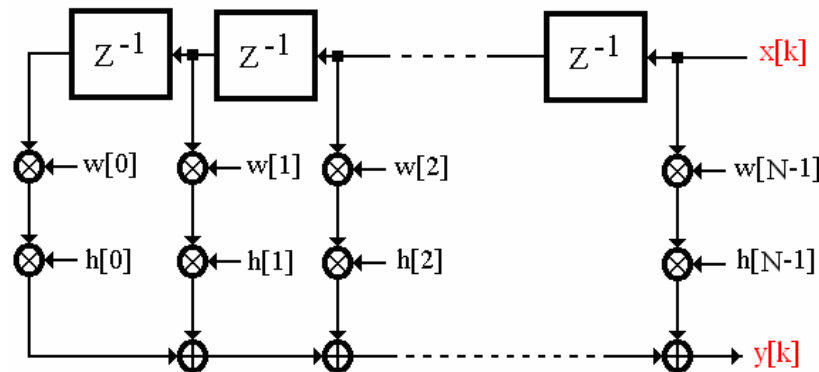 Z-1 Z-1 Z-1 x[k]
w[0] w[1] w[2] w[N-1]
h[0] h[1] h[2] h[N-1]
y[k]